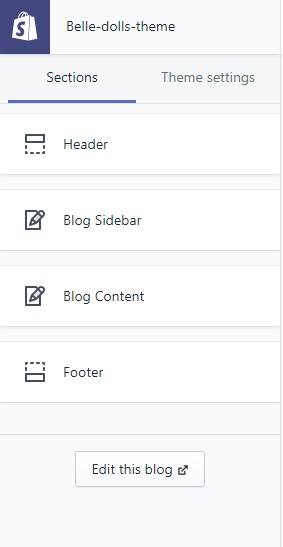 Belle-dolls-theme
Sections Theme settings
Header
Blog Sidebar
Blog Content
Footer
Edit this blog